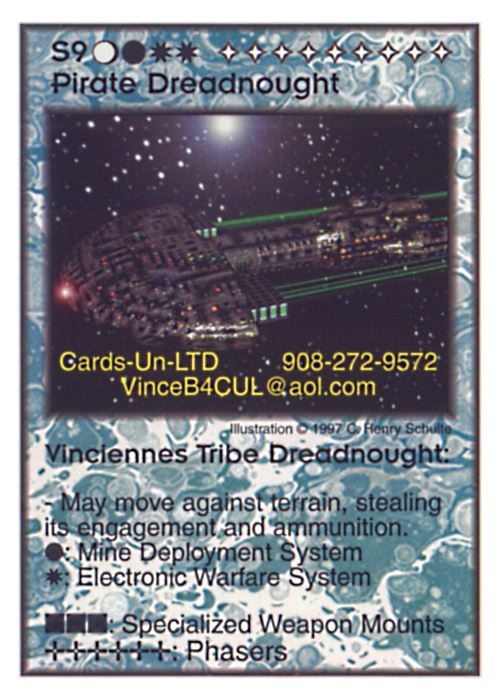 S9
Pirate Dreadnought
Cards-Un-LTD 908-272-9572
VinceB4CUL@aol.com
Illustration © 1997 C. Henry Schulte
Vinciennes Tribe Dreadnought:
- May move against terrain, stealing
its engagement and ammunition.
●: Mine Deployment System
✷: Electronic Warfare System
■■■: Specialized Weapon Mounts
✢✢✢✢✢✢: Phasers